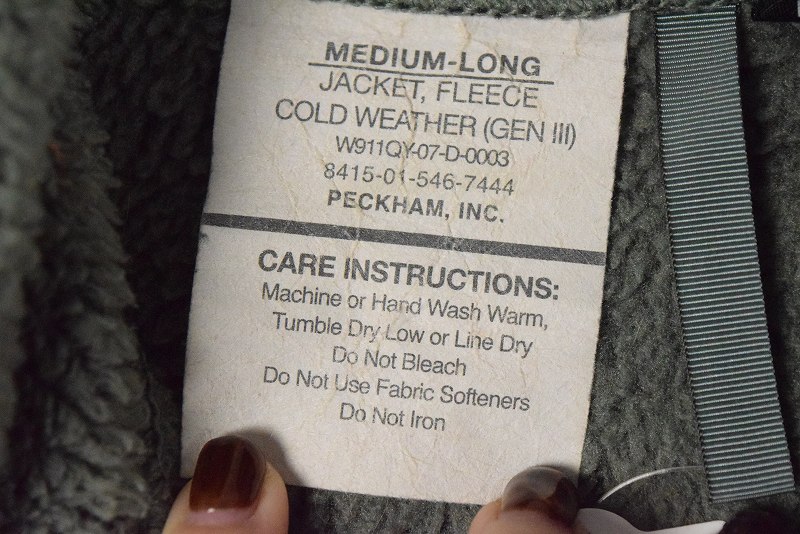 MEDIUM-LONG
JACKET, FLEECE
COLD WEATHER (GEN III)
W911QY-07-D-0003
8415-01-546-7444
PECKHAM, INC.
CARE INSTRUCTIONS:
Machine or Hand Wash Warm,
Tumble Dry Low or Line Dry
Do Not Bleach
Do Not Use Fabric Softeners
Do Not Iron